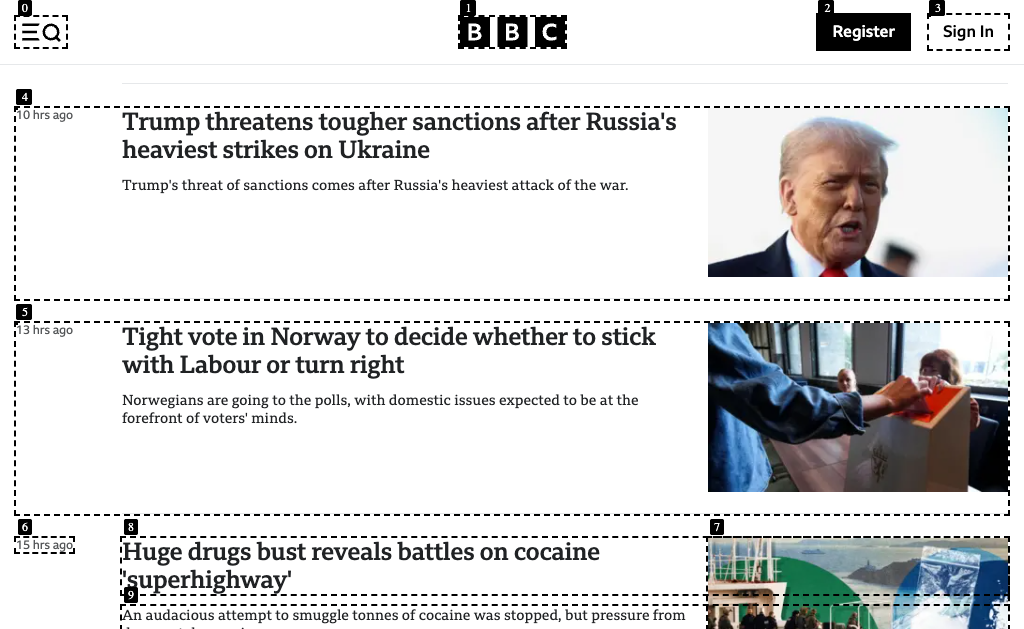 0
1
2
3
BBC
Register
Sign In
4
10 hrs ago
Trump threatens tougher sanctions after Russia's
heaviest strikes on Ukraine
Trump's threat of sanctions comes after Russia's heaviest attack of the war.
5
13 hrs ago
Tight vote in Norway to decide whether to stick
with Labour or turn right
Norwegians are going to the polls, with domestic issues expected to be at the
forefront of voters' minds.
6
8
7
15 hrs ago
Huge drugs bust reveals battles on cocaine
'superhighway'
9
An audacious attempt to smuggle tonnes of cocaine was stopped, but pressure from